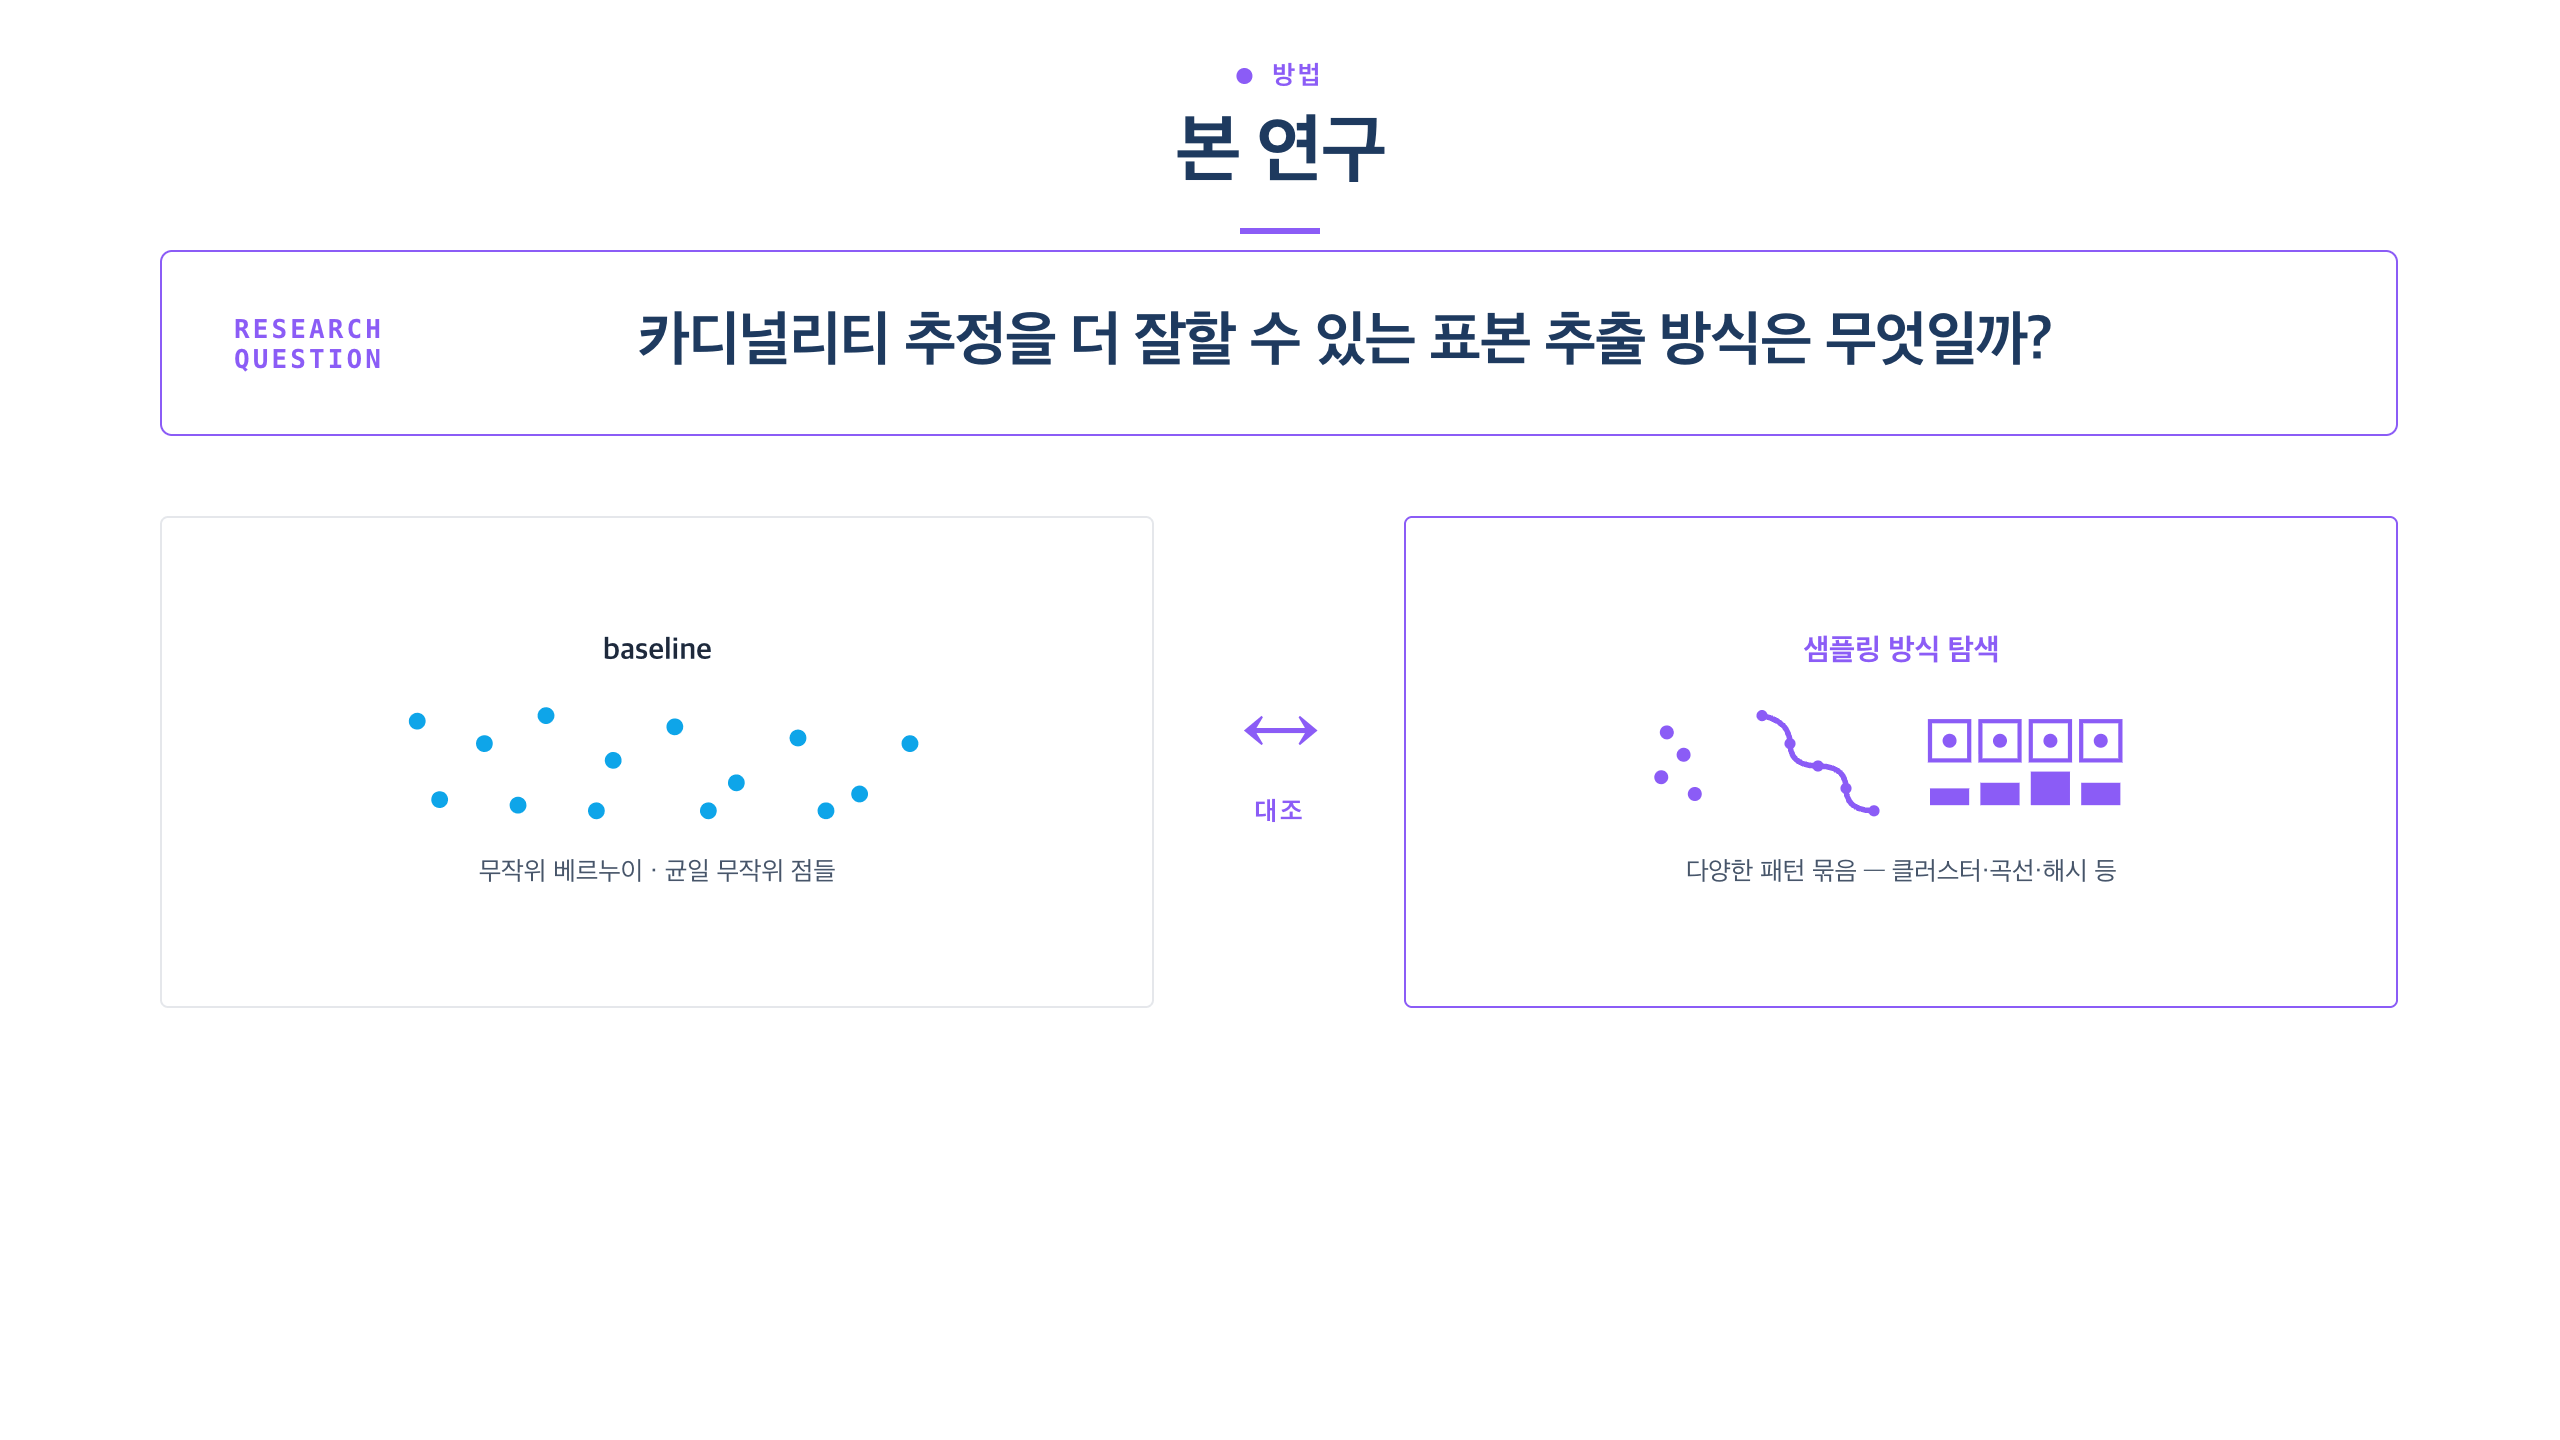 방법
본 연구
RESEARCH
QUESTION
카디널리티 추정을 더 잘할 수 있는 표본 추출 방식은 무엇일까?
baseline
무작위 베르누이 · 균일 무작위 점들
대조
샘플링 방식 탐색
다양한 패턴 묶음 — 클러스터·곡선·해시 등